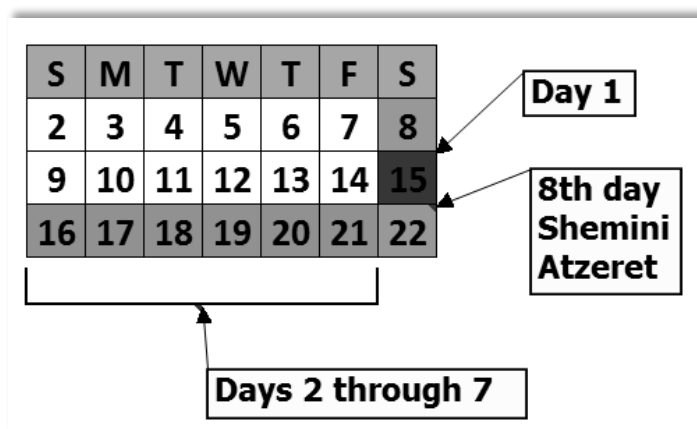 S M T W T F S
2 3 4 5 6 7 8
9 10 11 12 13 14 15
16 17 18 19 20 21 22
Day 1
8th day
Shemini
Atzeret
Days 2 through 7